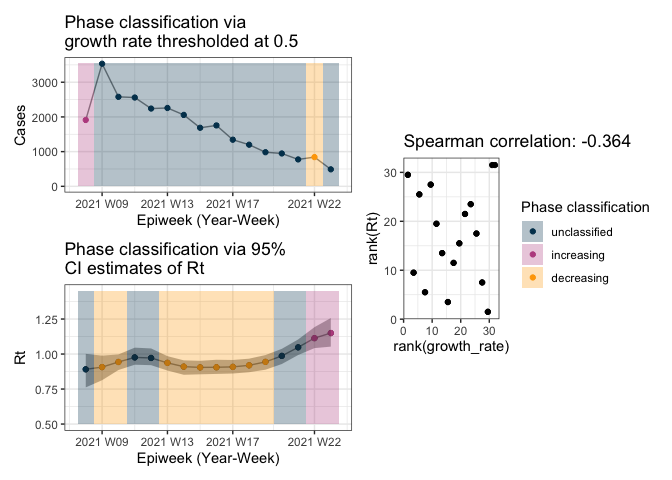 Phase classification via
growth rate thresholded at 0.5
Cases
3000
2000
1000
0
2021 W09 2021 W13 2021 W17 2021 W22
Epiweek (Year-Week)
Phase classification via 95%
CI estimates of Rt
Rt
1.25
1.00
0.75
0.50
2021 W09 2021 W13 2021 W17 2021 W22
Epiweek (Year-Week)
Spearman correlation: -0.364
rank(Rt)
30
20
10
0
0 10 20 30
rank(growth_rate)
Phase classification
unclassified
increasing
decreasing